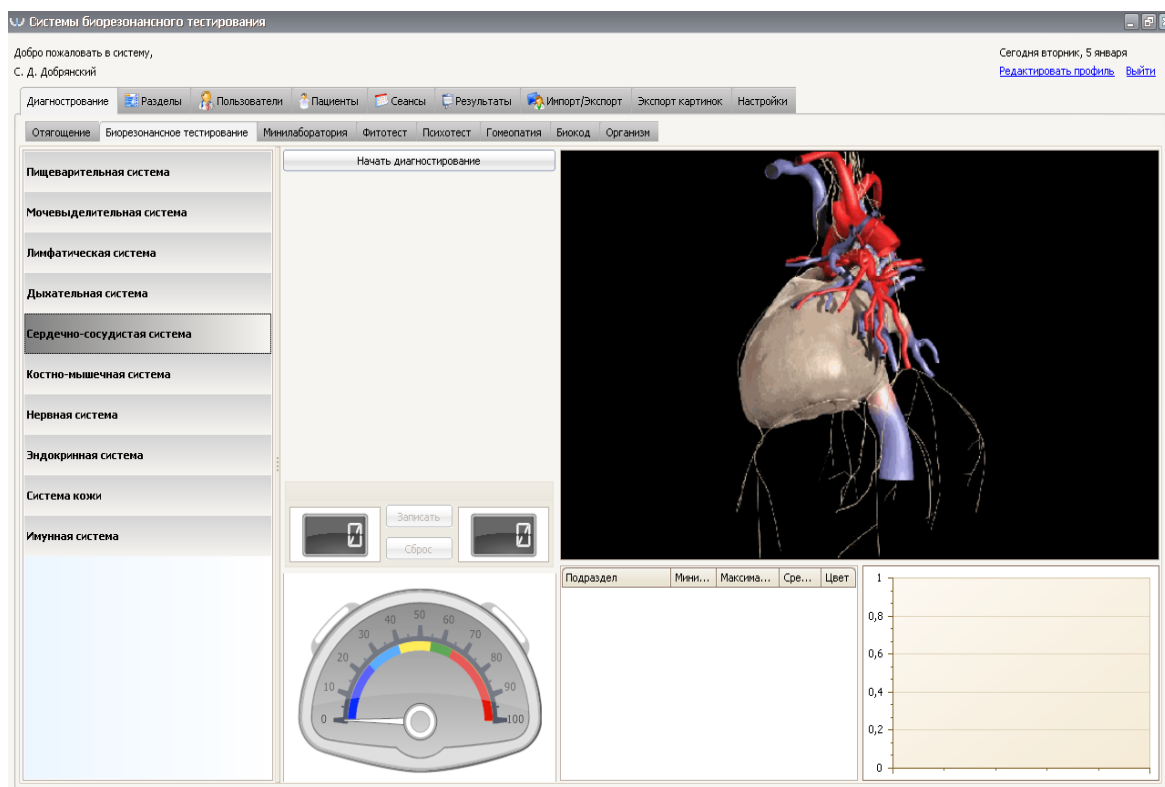 Системы биорезонансного тестирования
Добро пожаловать в систему,
С. Д. Добрянский
Сегодня вторник, 5 января
Редактировать профиль Выйти
Диагностирование Разделы Пользователи Пациенты Сеансы Результаты Импорт/Экспорт Экспорт картинок Настройки
Отягощение Биорезонансное тестирование Минилаборатория Фитотест Психотест Гомеопатия Биокод Организм
Пищеварительная система
Мочевыделительная система
Лимфатическая система
Дыхательная система
Сердечно-сосудистая система
Костно-мышечная система
Нервная система
Эндокринная система
Система кожи
Имунная система
Начать диагностирование
0 Записать 0
Сброс
0 10 20 30 40 50 60 70 80 90 100
Подраздел Мини... Максима... Сре... Цвет
1
0,8
0,6
0,4
0,2
0